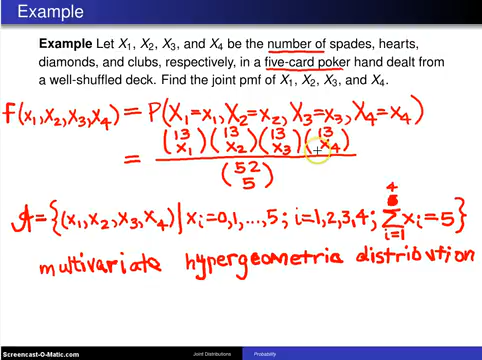 Example
Example Let X₁, X₂, X₃, and X₄ be the number of spades, hearts,
diamonds, and clubs, respectively, in a five-card poker hand dealt from
a well-shuffled deck. Find the joint pmf of X₁, X₂, X₃, and X₄.
f(x₁,x₂,x₃,x₄) = P(X₁=x₁, X₂=x₂, X₃=x₃, X₄=x₄)
= (13 x₁)(13 x₂)(13 x₃)(13 x₄) / (52 5)
A = {(x₁,x₂,x₃,x₄) | xᵢ=0,1,...,5; i=1,2,3,4; 4 Σ i=1 xᵢ=5}
multivariate hypergeometria distribution
Screencast-O-Matic.com
Joint Distributions
Probability